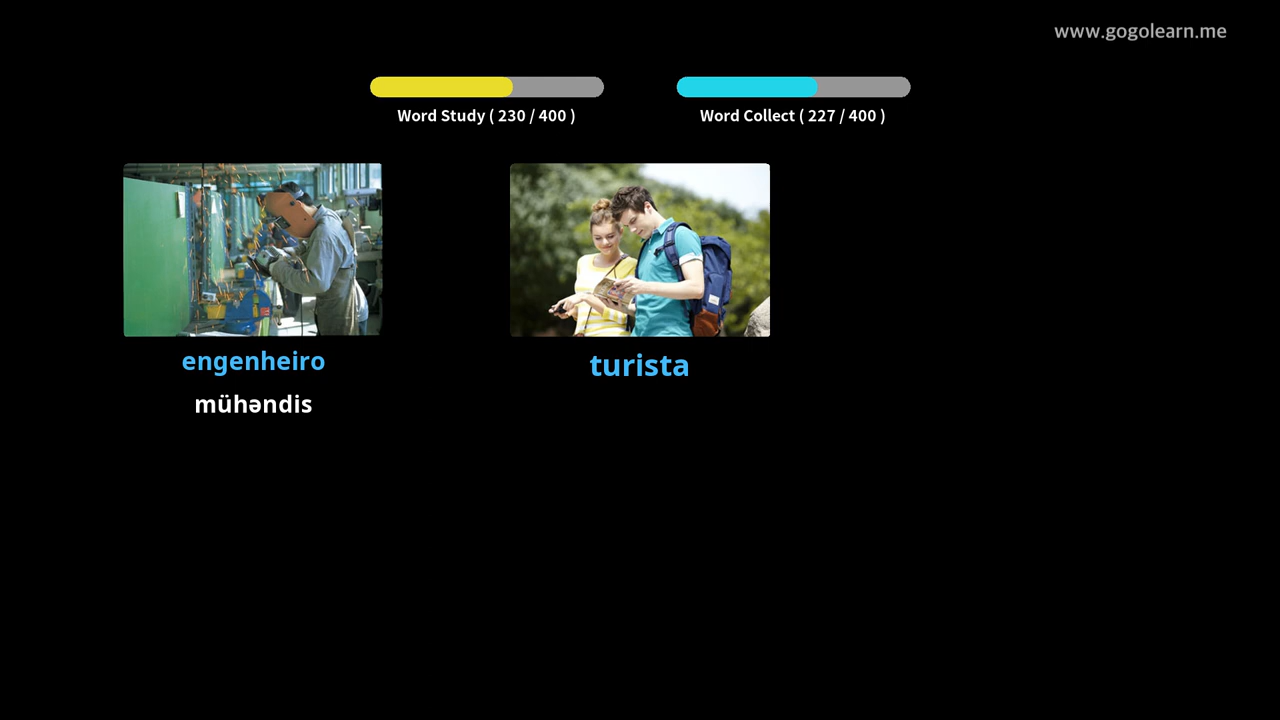 www.gogolearn.me
Word Study ( 230 / 400 )
Word Collect ( 227 / 400 )
engenheiro
mühəndis
turista